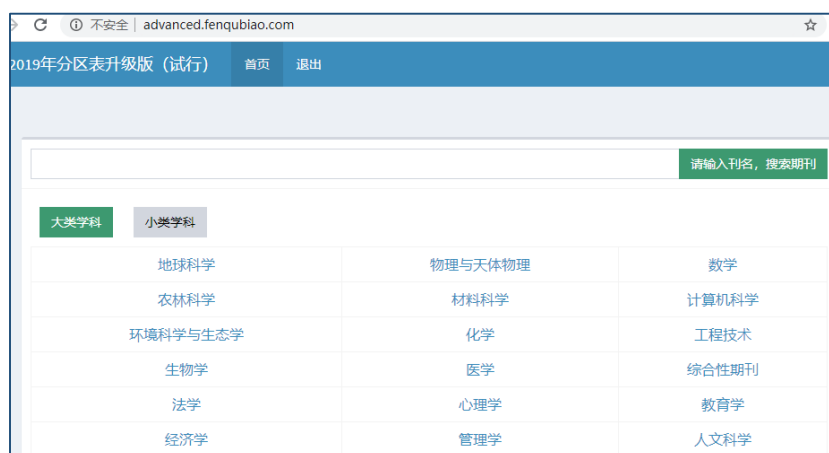 不安全 | advanced.fenqubiao.com
2019年分区表升级版（试行） 首页 退出
请输入刊名，搜索期刊
大类学科 小类学科
地球科学 物理与天体物理 数学
农林科学 材料科学 计算机科学
环境科学与生态学 化学 工程技术
生物学 医学 综合性期刊
法学 心理学 教育学
经济学 管理学 人文科学